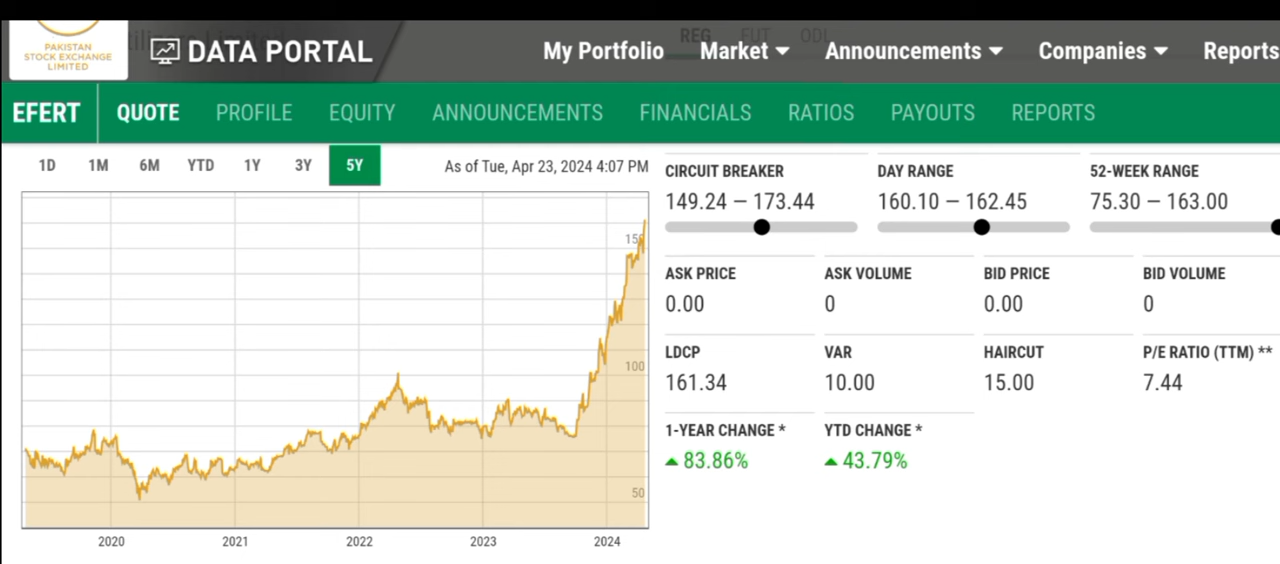 REG FUT ODL
PAKISTAN
STOCK EXCHANGE
LIMITED
DATA PORTAL
My Portfolio
Market
Announcements
Companies
Reports
EFERT
QUOTE
PROFILE
EQUITY
ANNOUNCEMENTS
FINANCIALS
RATIOS
PAYOUTS
REPORTS
1D 1M 6M YTD 1Y 3Y 5Y
As of Tue, Apr 23, 2024 4:07 PM
150
100
50
2020 2021 2022 2023 2024
CIRCUIT BREAKER
149.24 — 173.44
DAY RANGE
160.10 — 162.45
52-WEEK RANGE
75.30 — 163.00
ASK PRICE
0.00
ASK VOLUME
0
BID PRICE
0.00
BID VOLUME
0
LDCP
161.34
VAR
10.00
HAIRCUT
15.00
P/E RATIO (TTM) **
7.44
1-YEAR CHANGE *
83.86%
YTD CHANGE *
43.79%